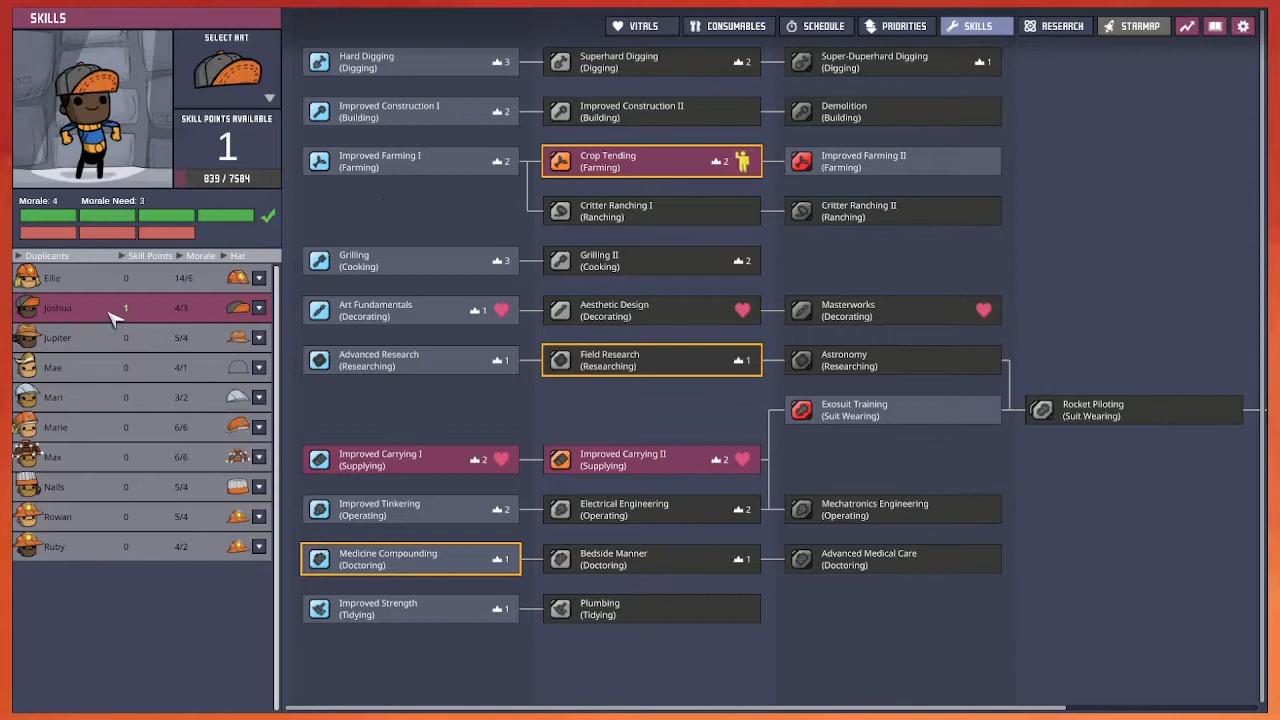 SKILLS
VITALS
CONSUMABLES
SCHEDULE
PRIORITIES
SKILLS
RESEARCH
STARMAP
SELECT HAT
SKILL POINTS AVAILABLE
1
839 / 7584
Morale: 4 Morale Need: 3
Duplicants Skill Points Morale Hat
Ellie 0 14/6
Joshua 1 4/3
Jupiter 0 5/4
Mae 0 4/1
Mari 0 3/2
Marie 0 6/6
Max 0 6/6
Nails 0 5/4
Rowan 0 5/4
Ruby 0 4/2
Hard Digging
(Digging)
3
Superhard Digging
(Digging)
2
Super-Duperhard Digging
(Digging)
1
Improved Construction I
(Building)
2
Improved Construction II
(Building)
Demolition
(Building)
Improved Farming I
(Farming)
2
Crop Tending
(Farming)
2
Improved Farming II
(Farming)
Critter Ranching I
(Ranching)
Critter Ranching II
(Ranching)
Grilling
(Cooking)
3
Grilling II
(Cooking)
2
Art Fundamentals
(Decorating)
1
Aesthetic Design
(Decorating)
Masterworks
(Decorating)
Advanced Research
(Researching)
1
Field Research
(Researching)
1
Astronomy
(Researching)
Exosuit Training
(Suit Wearing)
Rocket Piloting
(Suit Wearing)
Improved Carrying I
(Supplying)
2
Improved Carrying II
(Supplying)
2
Improved Tinkering
(Operating)
2
Electrical Engineering
(Operating)
2
Mechatronics Engineering
(Operating)
Medicine Compounding
(Doctoring)
1
Bedside Manner
(Doctoring)
1
Advanced Medical Care
(Doctoring)
Improved Strength
(Tidying)
1
Plumbing
(Tidying)